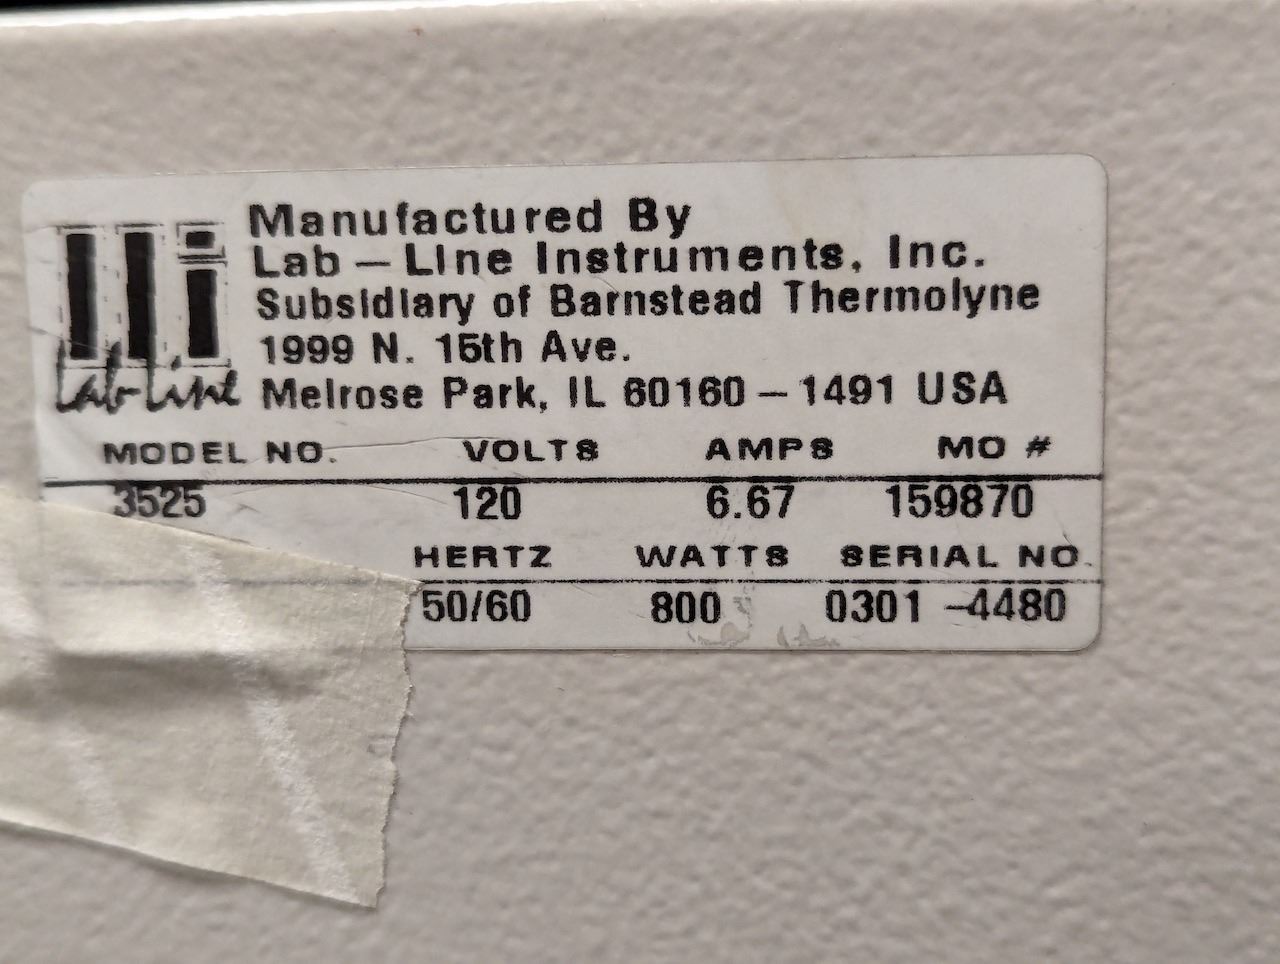 Manufactured By
Lab – Line Instruments, Inc.
Subsidiary of Barnstead Thermolyne
1999 N. 15th Ave.
Melrose Park, IL 60160 – 1491 USA
lli
lab-line
MODEL NO. VOLTS AMPS MO #
3525 120 6.67 159870
HERTZ WATTS SERIAL NO.
50/60 800 0301 -4480